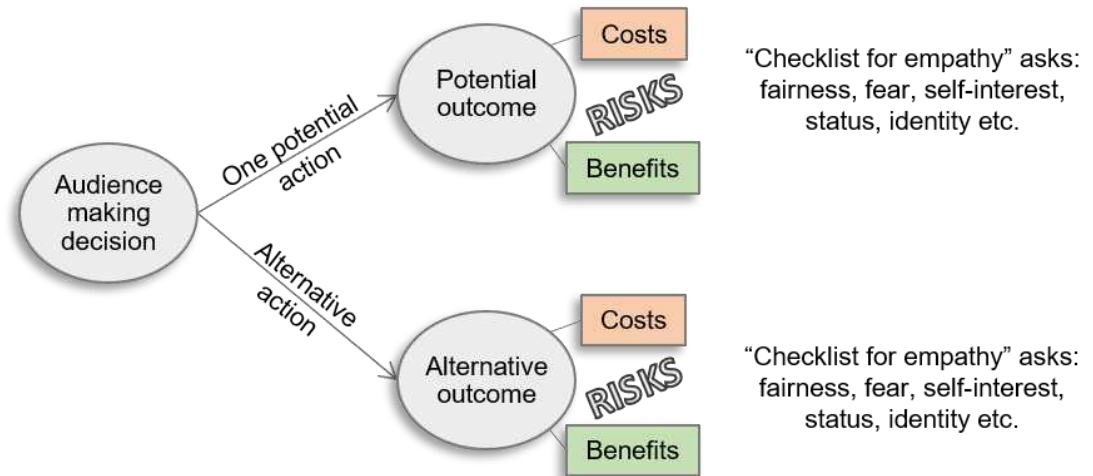 Audience
making
decision
One potential
action
Potential
outcome
Costs
RISKS
Benefits
“Checklist for empathy” asks:
fairness, fear, self-interest,
status, identity etc.
Alternative
action
Alternative
outcome
Costs
RISKS
Benefits
“Checklist for empathy” asks:
fairness, fear, self-interest,
status, identity etc.